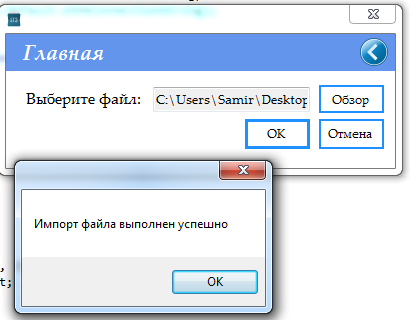 Главная
Выберите файл: C:\Users\Samir\Desktop Обзор
OK Отмена
Импорт файла выполнен успешно
OK
t;